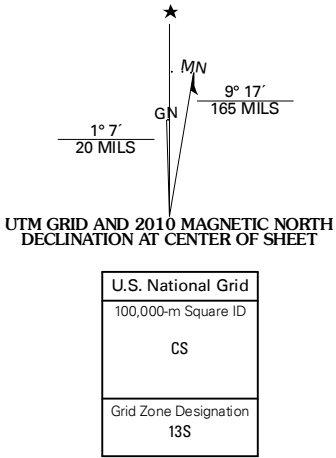 MN
9° 17´
165 MILS
GN
1° 7´
20 MILS
UTM GRID AND 2010 MAGNETIC NORTH
DECLINATION AT CENTER OF SHEET
U.S. National Grid
100,000-m Square ID
CS
Grid Zone Designation
13S